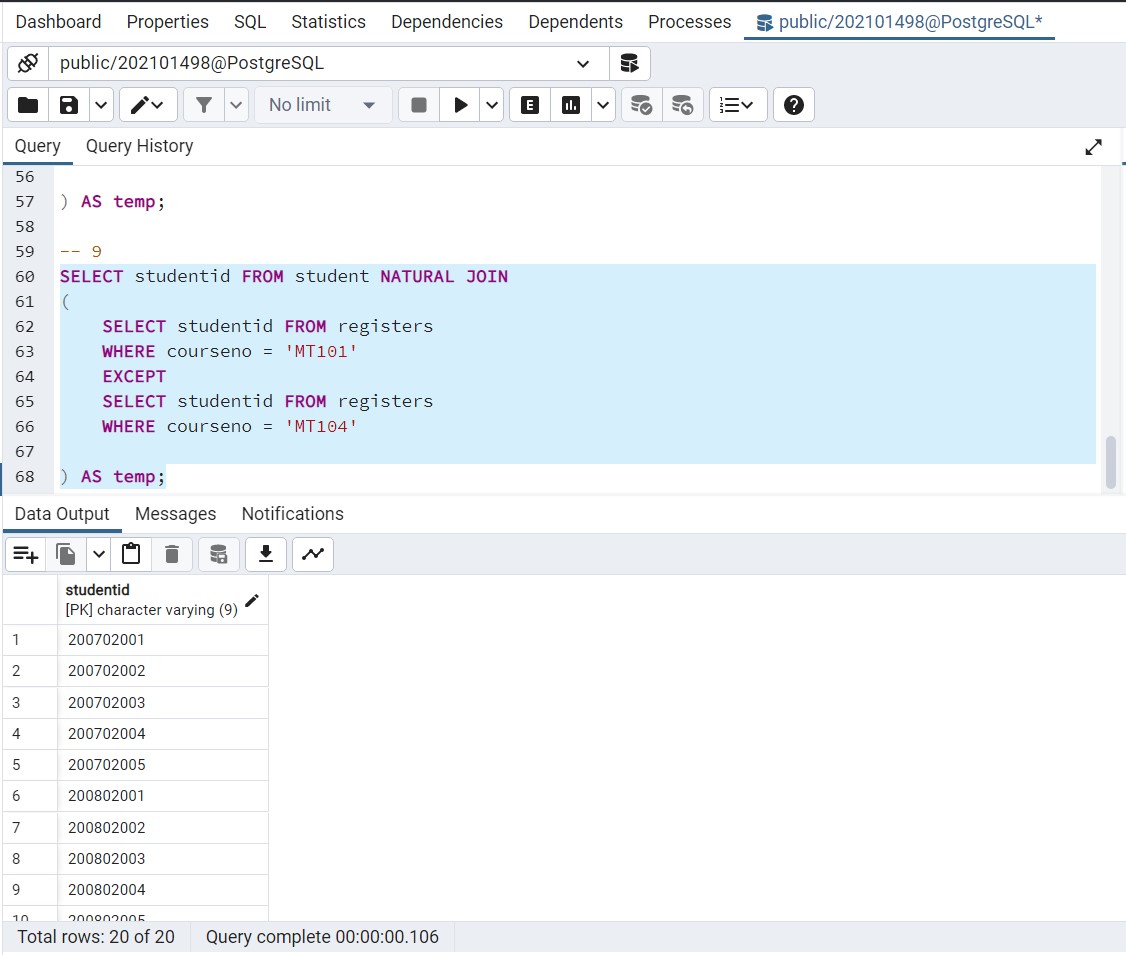 Dashboard Properties SQL Statistics Dependencies Dependents Processes public/202101498@PostgreSQL*
public/202101498@PostgreSQL
No limit E
Query Query History
56
57 ) AS temp;
58
59 -- 9
60 SELECT studentid FROM student NATURAL JOIN
61 (
62 SELECT studentid FROM registers
63 WHERE courseno = 'MT101'
64 EXCEPT
65 SELECT studentid FROM registers
66 WHERE courseno = 'MT104'
67
68 ) AS temp;
Data Output Messages Notifications
studentid
[PK] character varying (9)
1 200702001
2 200702002
3 200702003
4 200702004
5 200702005
6 200802001
7 200802002
8 200802003
9 200802004
10 200802005
Total rows: 20 of 20 Query complete 00:00:00.106